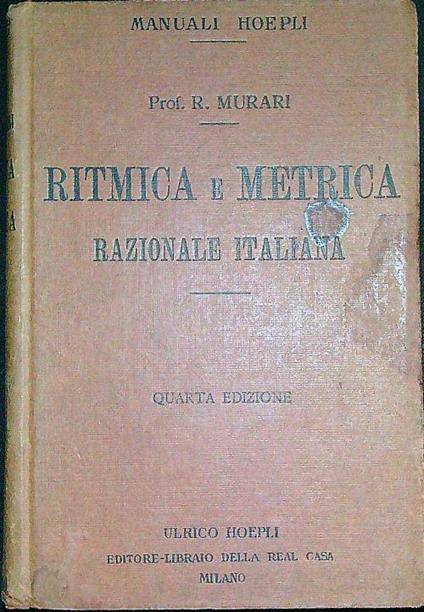 MANUALI HOEPLI
Prof. R. MURARI
RITMICA E METRICA
RAZIONALE ITALIANA
QUARTA EDIZIONE
ULRICO HOEPLI
EDITORE-LIBRAIO DELLA REAL CASA
MILANO